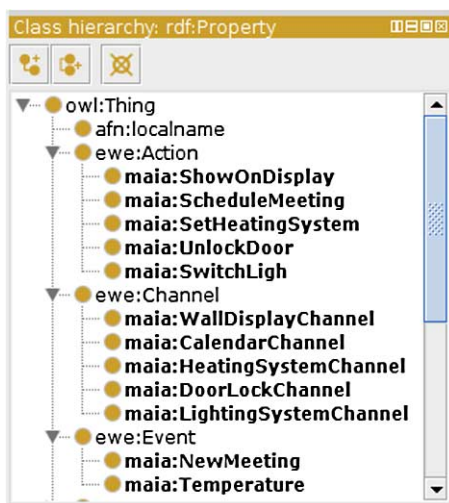 Class hierarchy: rdf:Property
owl:Thing
afn:localname
ewe:Action
maia:ShowOnDisplay
maia:ScheduleMeeting
maia:SetHeatingSystem
maia:UnlockDoor
maia:SwitchLigh
ewe:Channel
maia:WallDisplayChannel
maia:CalendarChannel
maia:HeatingSystemChannel
maia:DoorLockChannel
maia:LightingSystemChannel
ewe:Event
maia:NewMeeting
maia:Temperature